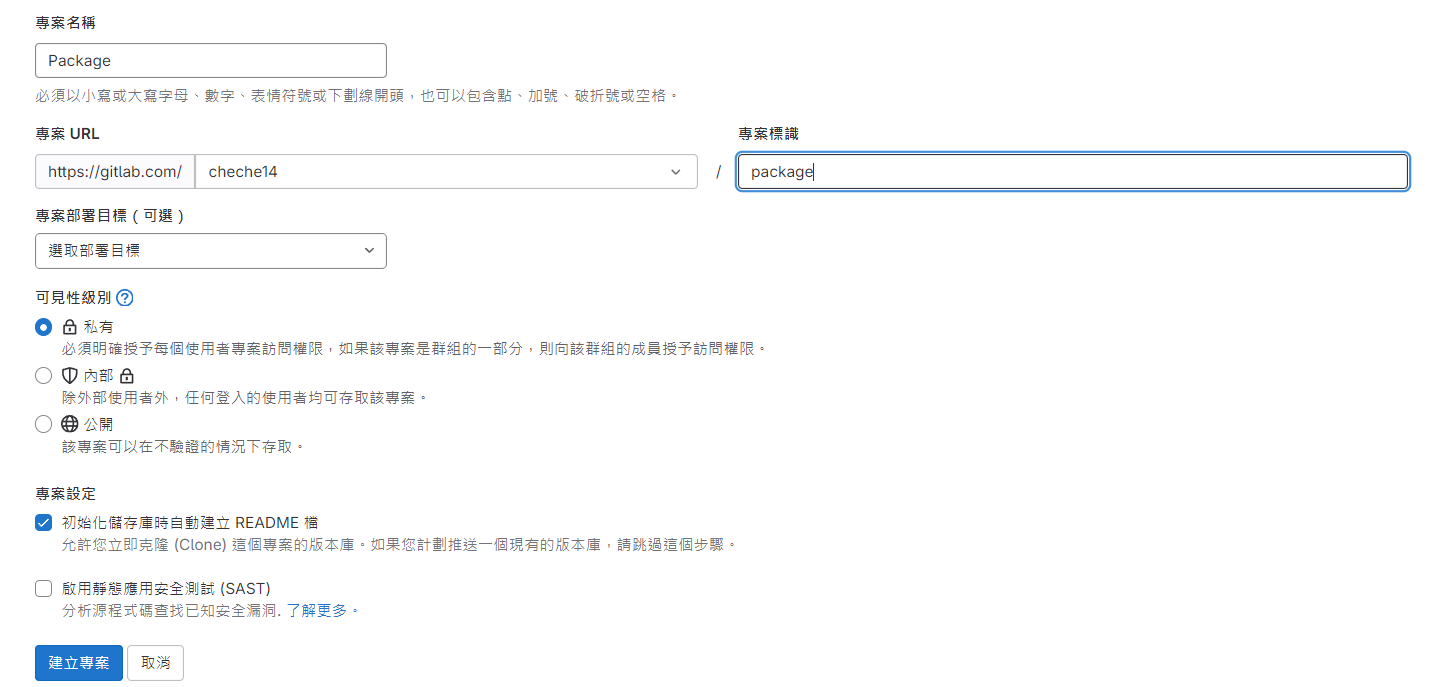 專案名稱
Package
必須以小寫或大寫字母、數字、表情符號或下劃線開頭，也可以包含點、加號、破折號或空格。
專案 URL
專案標識
https://gitlab.com/ cheche14 / package
專案部署目標 ( 可選 )
選取部署目標
可見性級別
私有
必須明確授予每個使用者專案訪問權限，如果該專案是群組的一部分，則向該群組的成員授予訪問權限。
內部
除外部使用者外，任何登入的使用者均可存取該專案。
公開
該專案可以在不驗證的情況下存取。
專案設定
初始化儲存庫時自動建立 README 檔
允許您立即克隆 (Clone) 這個專案的版本庫。如果您計劃推送一個現有的版本庫，請跳過這個步驟。
啟用靜態應用安全測試 (SAST)
分析源程式碼查找已知安全漏洞. 了解更多。
建立專案 取消